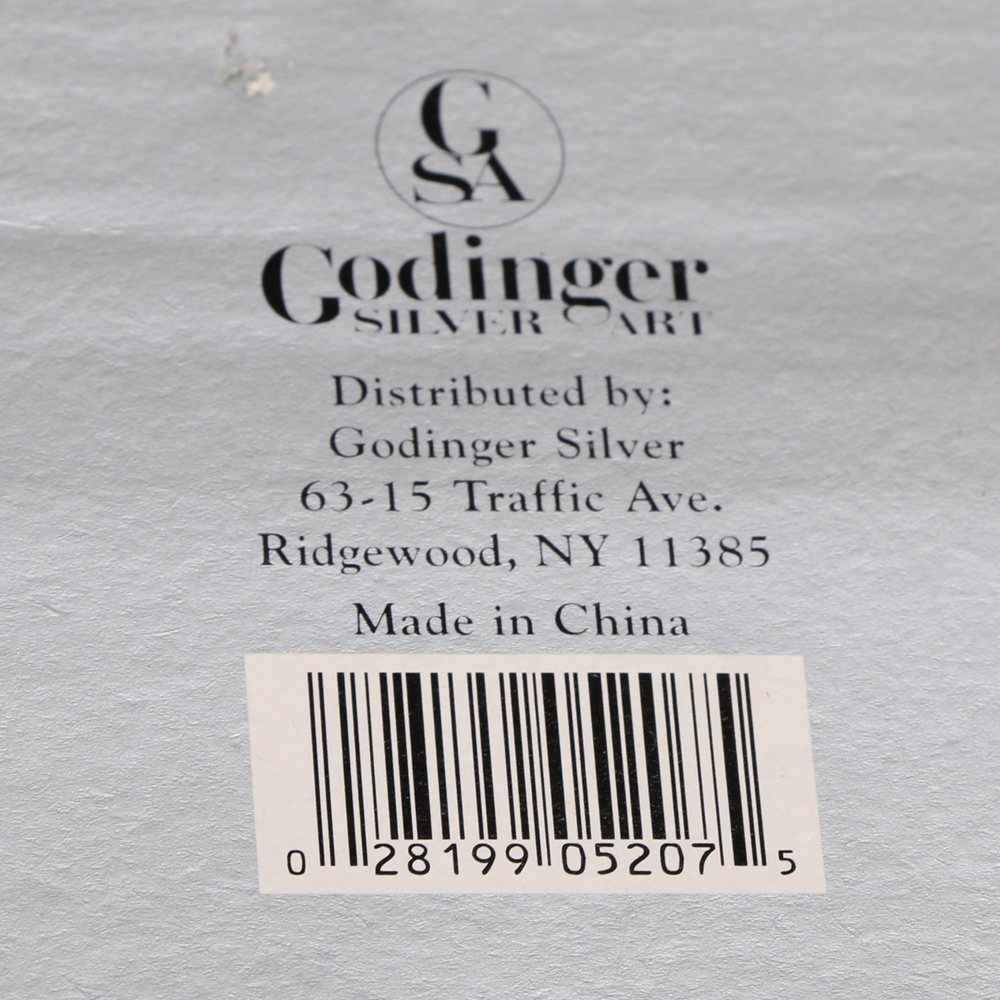 G
SA
Godinger
SILVER ART
Distributed by:
Godinger Silver
63-15 Traffic Ave.
Ridgewood, NY 11385
Made in China
0 28199 05207 5